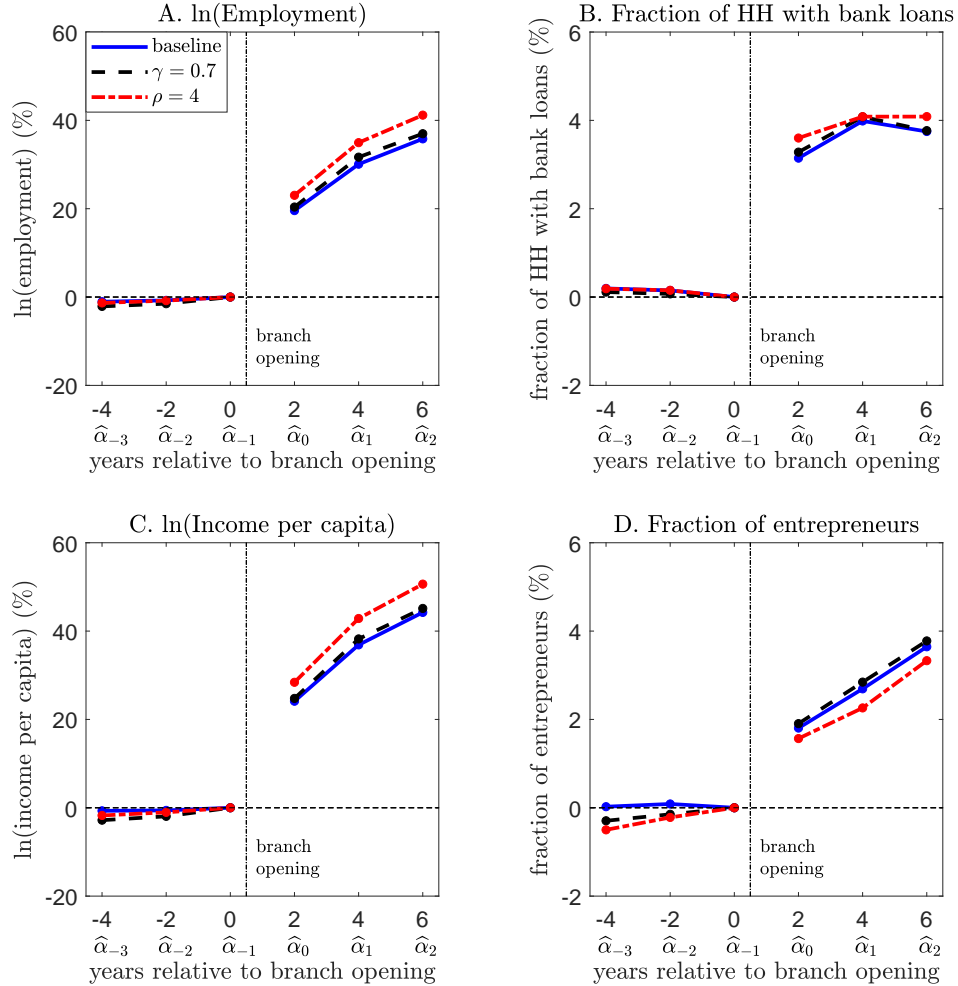 A. ln(Employment)
ln(employment) (%)
60
40
20
0
-20
baseline
γ = 0.7
ρ = 4
branch
opening
-4 -2 0 2 4 6
α̂₋₃ α̂₋₂ α̂₋₁ α̂₀ α̂₁ α̂₂
years relative to branch opening
B. Fraction of HH with bank loans
fraction of HH with bank loans (%)
6
4
2
0
-2
branch
opening
-4 -2 0 2 4 6
α̂₋₃ α̂₋₂ α̂₋₁ α̂₀ α̂₁ α̂₂
years relative to branch opening
C. ln(Income per capita)
ln(income per capita) (%)
60
40
20
0
-20
branch
opening
-4 -2 0 2 4 6
α̂₋₃ α̂₋₂ α̂₋₁ α̂₀ α̂₁ α̂₂
years relative to branch opening
D. Fraction of entrepreneurs
fraction of entrepreneurs (%)
6
4
2
0
-2
branch
opening
-4 -2 0 2 4 6
α̂₋₃ α̂₋₂ α̂₋₁ α̂₀ α̂₁ α̂₂
years relative to branch opening